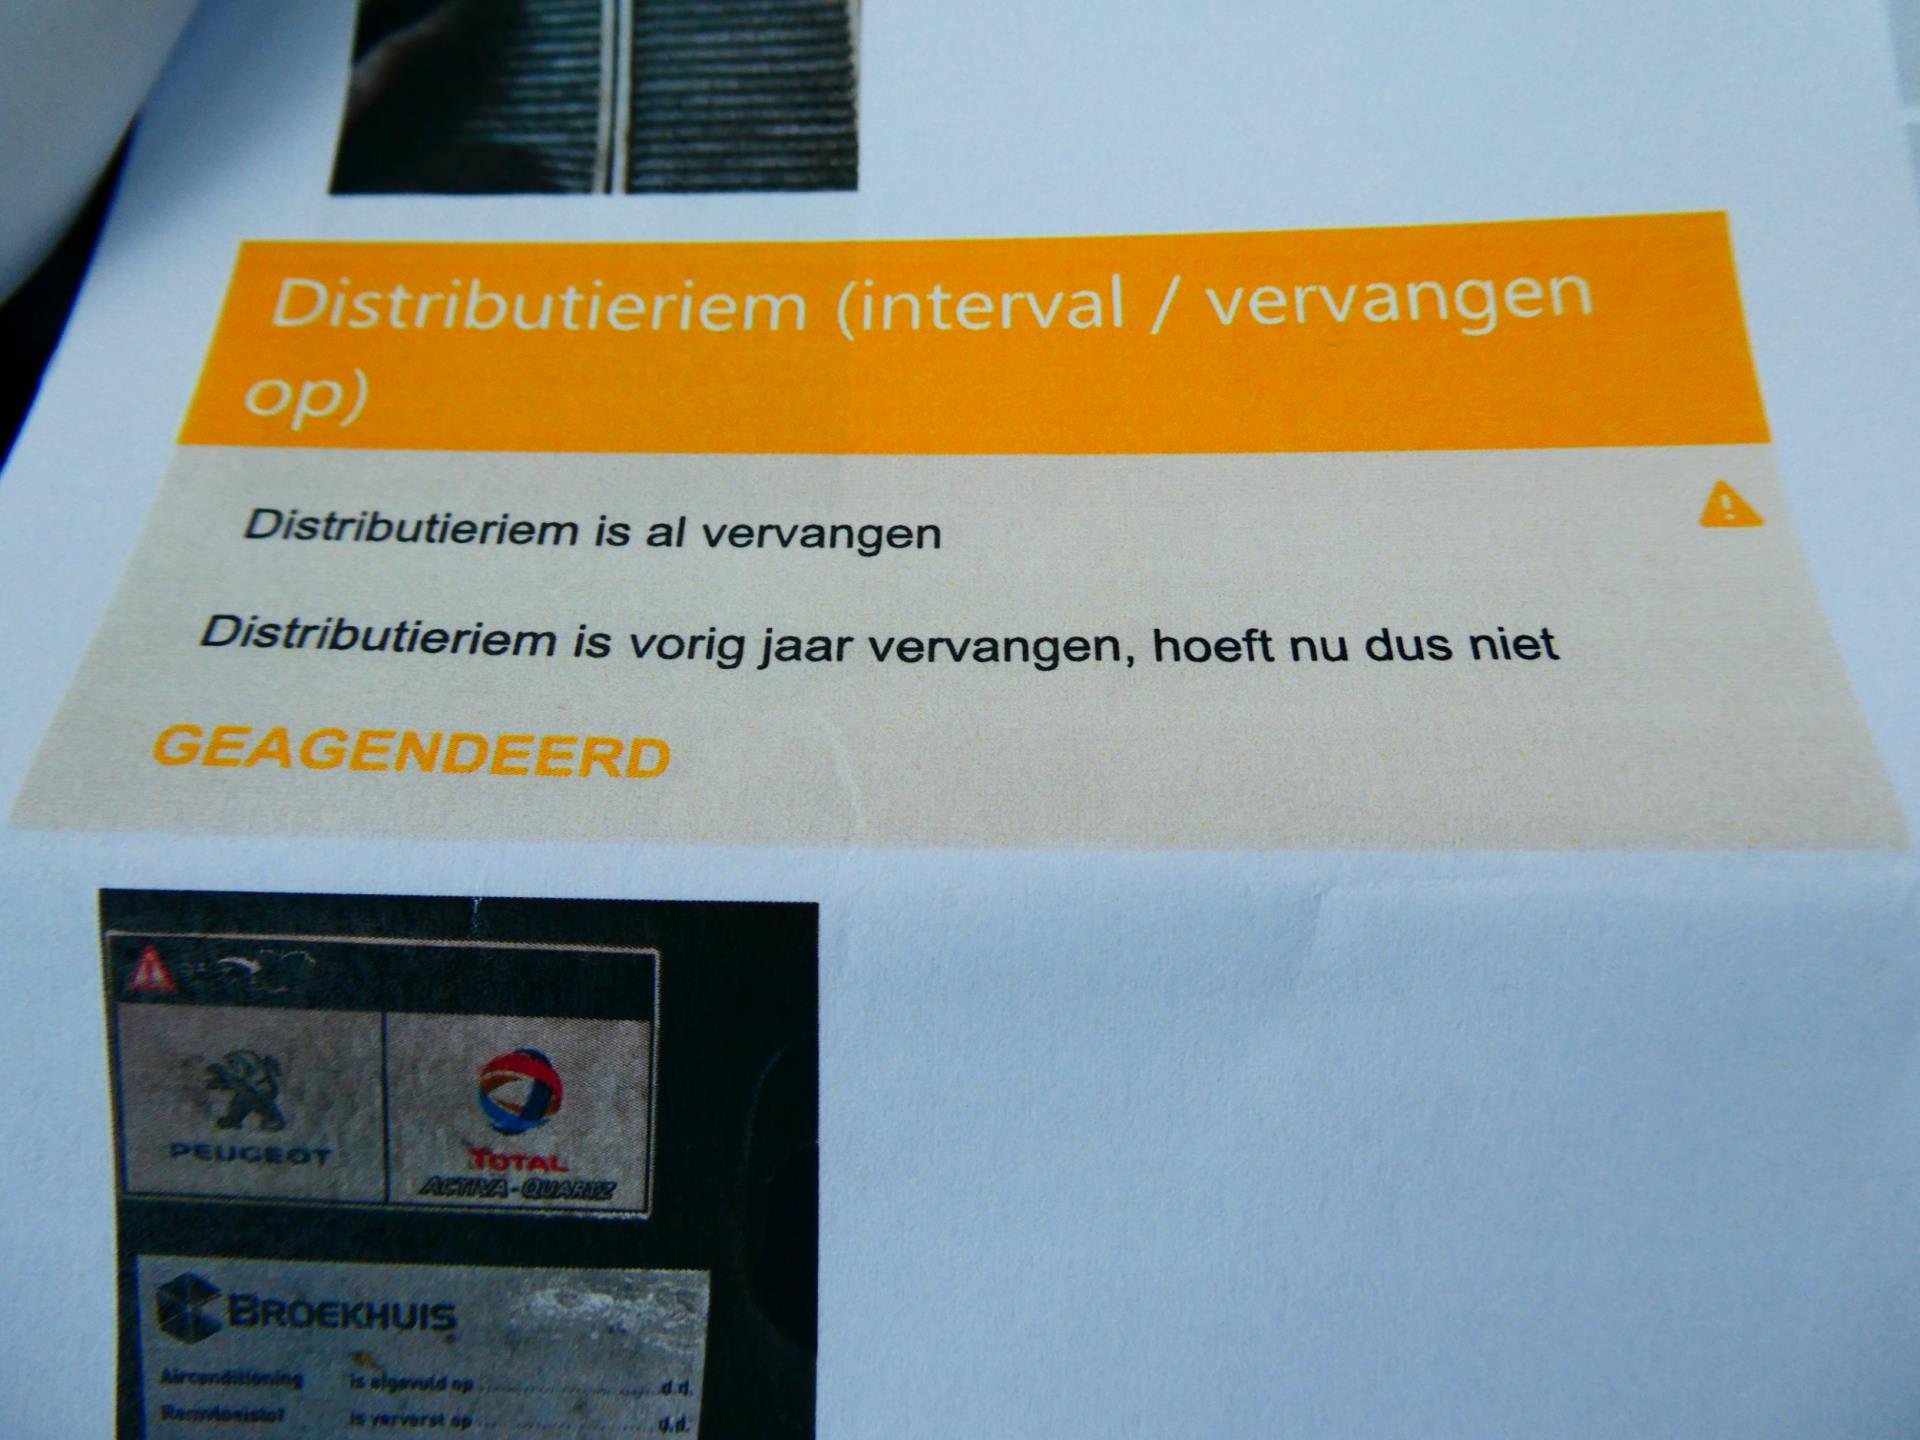 Distributieriem (interval / vervangen
op)
Distributieriem is al vervangen
Distributieriem is vorig jaar vervangen, hoeft nu dus niet
GEAGENDEERD
PEUGEOT
TOTAL
ACTIVA-QUARTZ
BROEKHUIS
Airconditioning is afgevuld op d.d.
Remvloeistof is ververst op d.d.